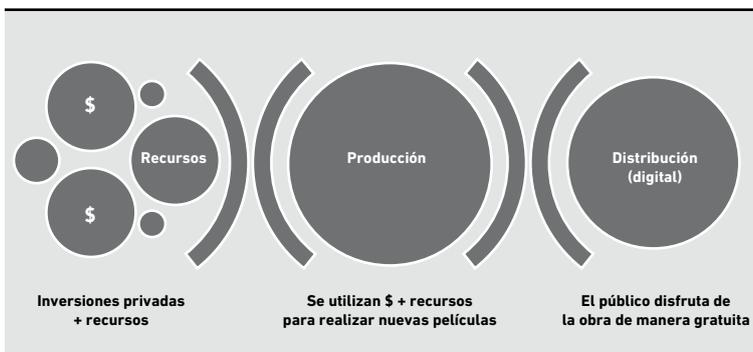 $
Recursos
$
Producción
Distribución
(digital)
Inversiones privadas
+ recursos
Se utilizan $ + recursos
para realizar nuevas películas
El público disfruta de
la obra de manera gratuita